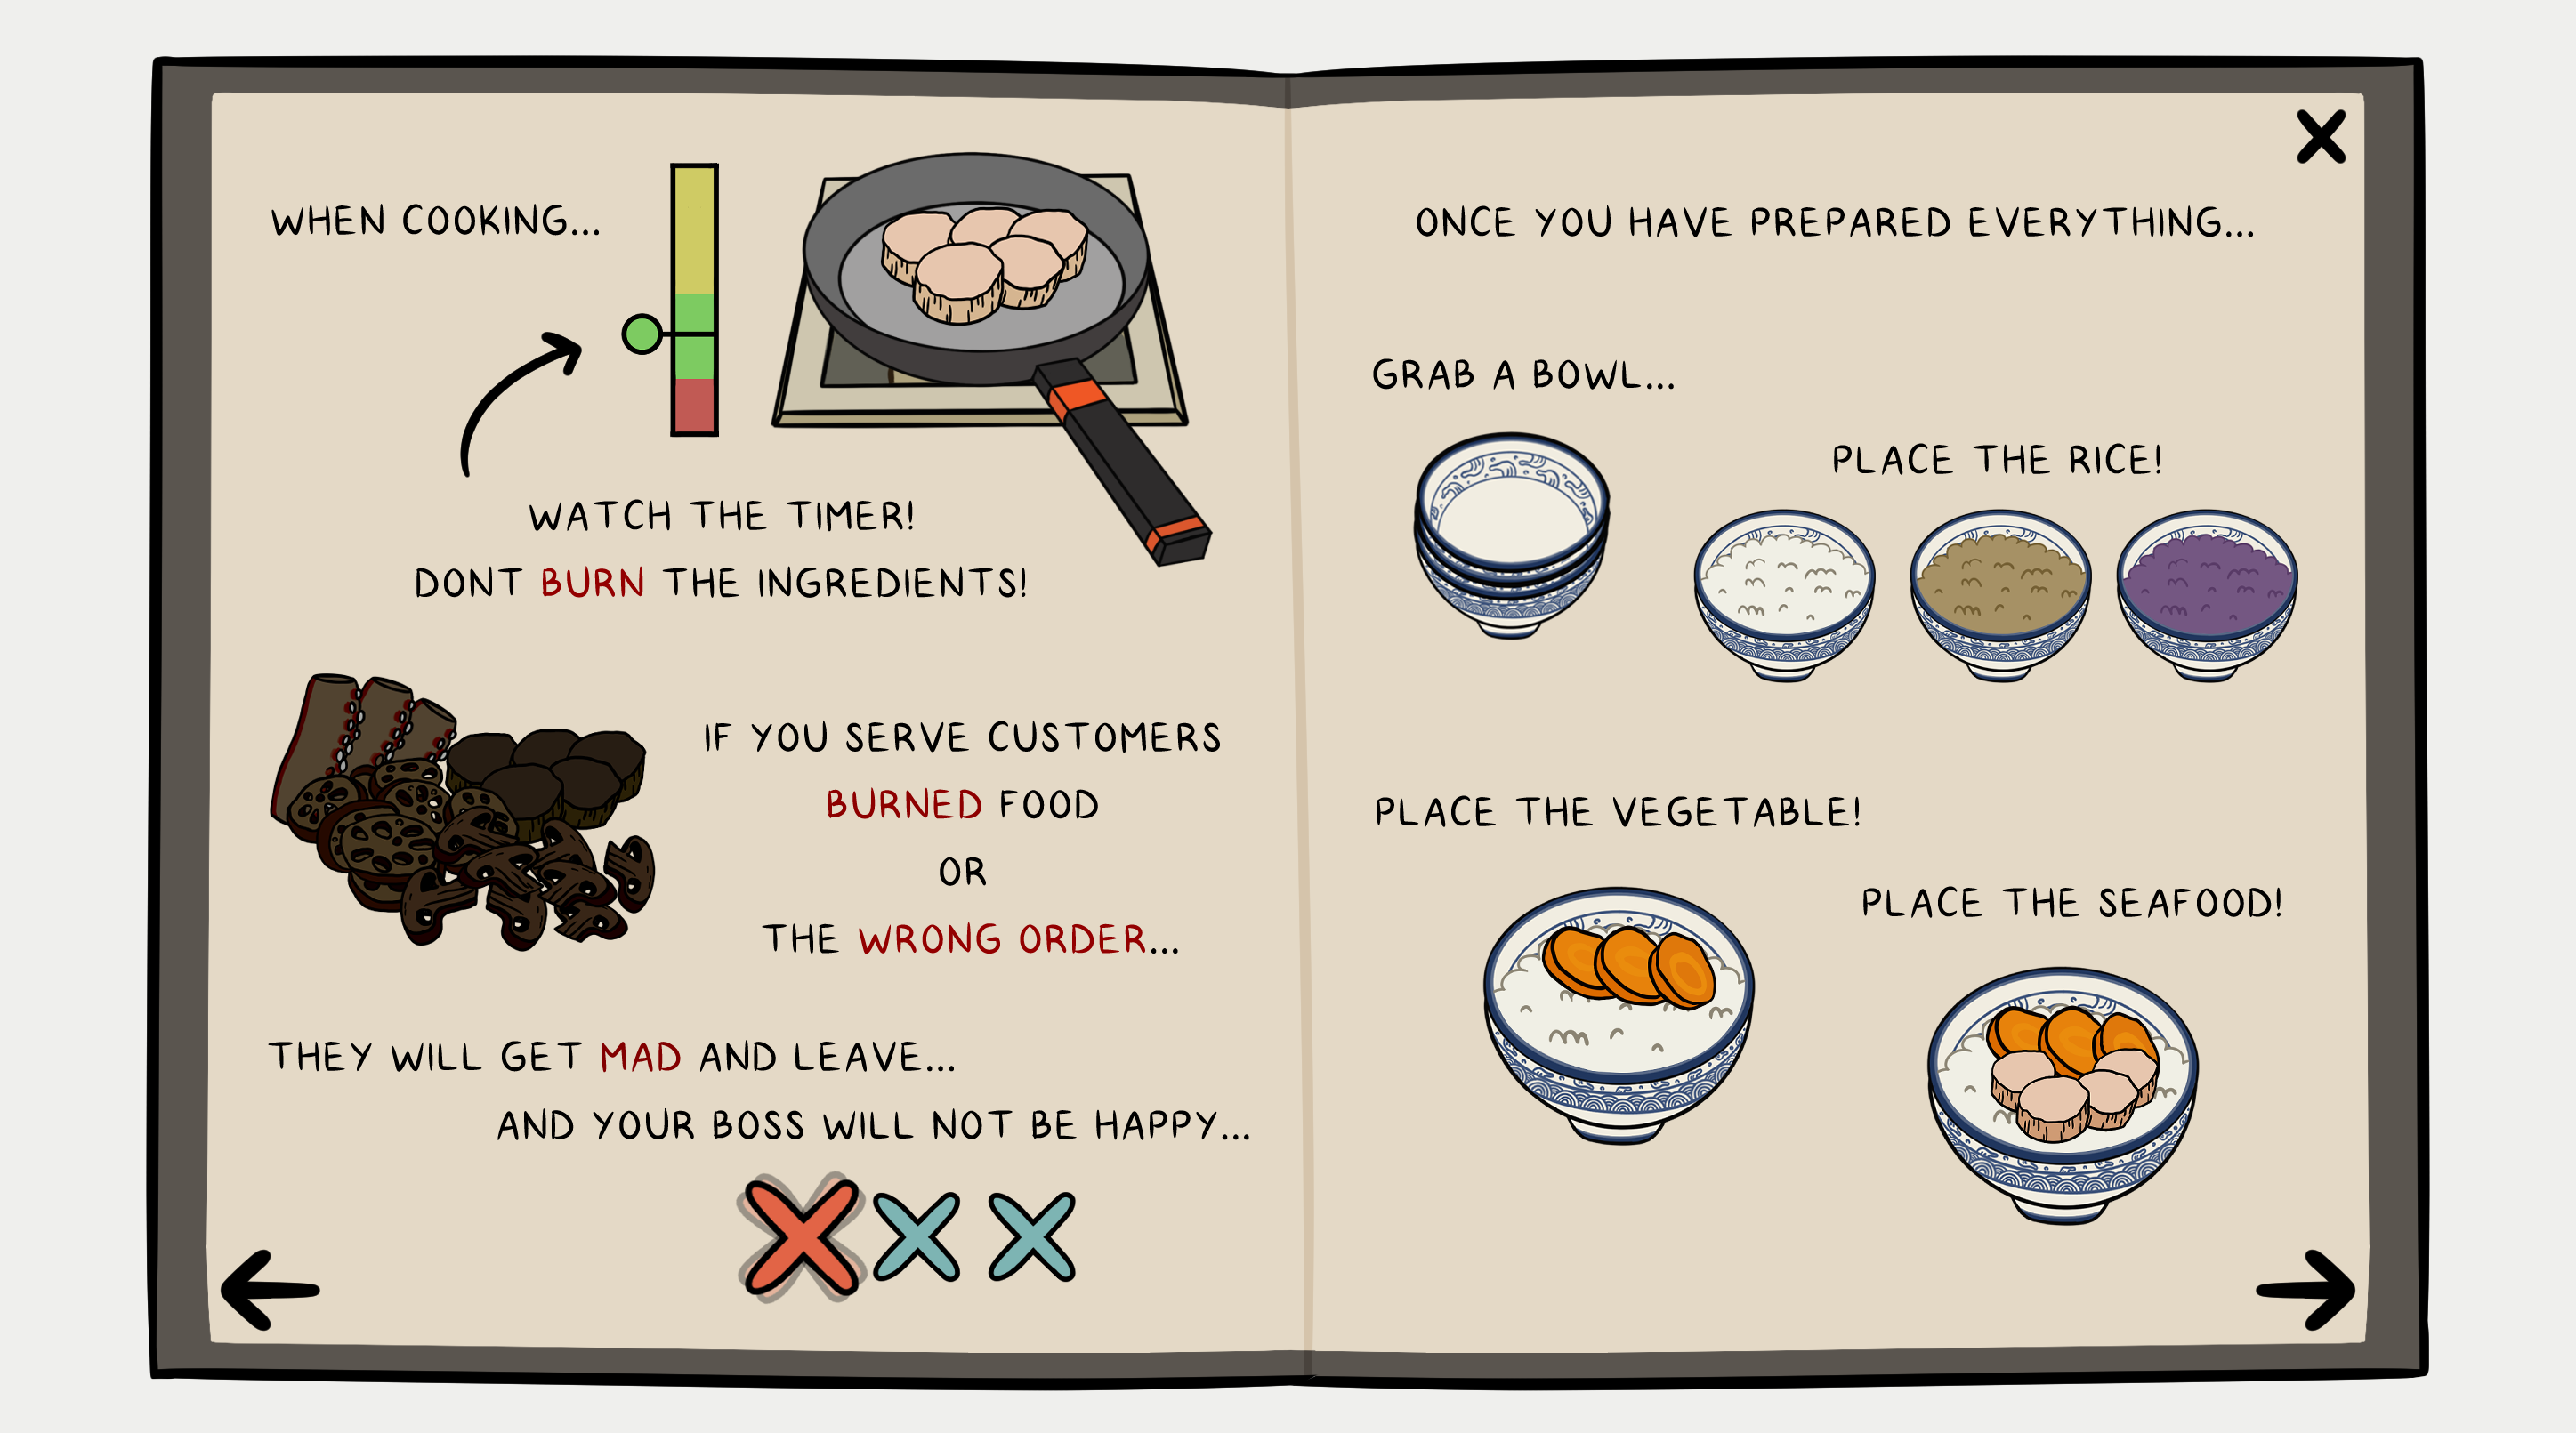 WHEN COOKING...
WATCH THE TIMER!
DONT BURN THE INGREDIENTS!
IF YOU SERVE CUSTOMERS
BURNED FOOD
OR
THE WRONG ORDER...
THEY WILL GET MAD AND LEAVE...
AND YOUR BOSS WILL NOT BE HAPPY...
ONCE YOU HAVE PREPARED EVERYTHING...
GRAB A BOWL...
PLACE THE RICE!
PLACE THE VEGETABLE!
PLACE THE SEAFOOD!